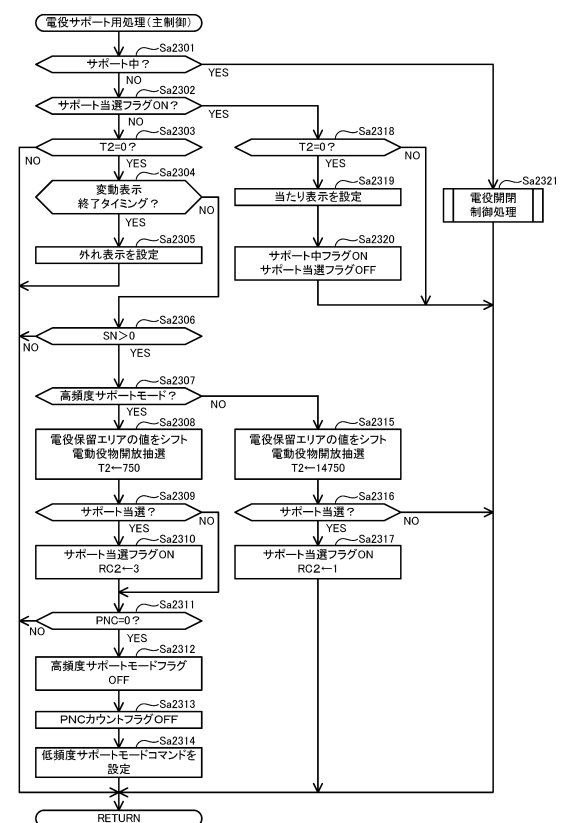 電役サポート用処理(主制御)
Sa2301
サポート中？
YES
NO
Sa2302
サポート当選フラグON？
YES
NO
Sa2303
T2=0？
NO
YES
Sa2304
変動表示
終了タイミング？
NO
YES
Sa2305
外れ表示を設定
Sa2318
T2=0？
NO
YES
Sa2319
当たり表示を設定
Sa2320
サポート中フラグON
サポート当選フラグOFF
Sa2321
電役開閉
制御処理
Sa2306
SN＞0
NO
YES
Sa2307
高頻度サポートモード？
NO
YES
Sa2308
電役保留エリアの値をシフト
電動役物開放抽選
T2←750
Sa2309
サポート当選？
NO
YES
Sa2310
サポート当選フラグON
RC2←3
Sa2315
電役保留エリアの値をシフト
電動役物開放抽選
T2←14750
Sa2316
サポート当選？
NO
YES
Sa2317
サポート当選フラグON
RC2←1
Sa2311
PNC=0？
NO
YES
Sa2312
高頻度サポートモードフラグ
OFF
Sa2313
PNCカウントフラグOFF
Sa2314
低頻度サポートモードコマンドを
設定
RETURN